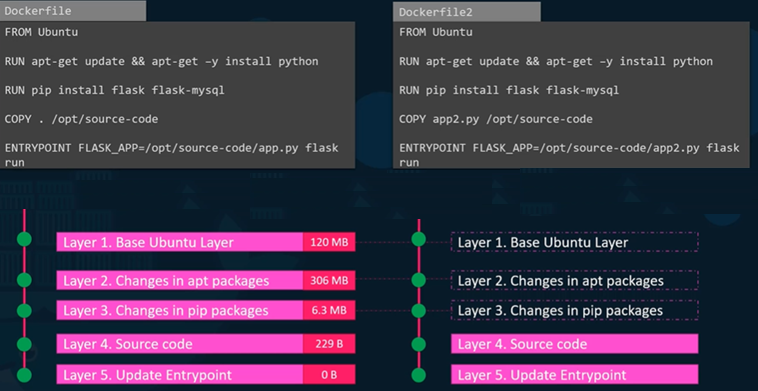 Dockerfile
FROM Ubuntu
RUN apt-get update && apt-get –y install python
RUN pip install flask flask-mysql
COPY . /opt/source-code
ENTRYPOINT FLASK_APP=/opt/source-code/app.py flask
run
Dockerfile2
FROM Ubuntu
RUN apt-get update && apt-get –y install python
RUN pip install flask flask-mysql
COPY app2.py /opt/source-code
ENTRYPOINT FLASK_APP=/opt/source-code/app2.py flask
run
Layer 1. Base Ubuntu Layer 120 MB
Layer 2. Changes in apt packages 306 MB
Layer 3. Changes in pip packages 6.3 MB
Layer 4. Source code 229 B
Layer 5. Update Entrypoint 0 B
Layer 1. Base Ubuntu Layer
Layer 2. Changes in apt packages
Layer 3. Changes in pip packages
Layer 4. Source code
Layer 5. Update Entrypoint